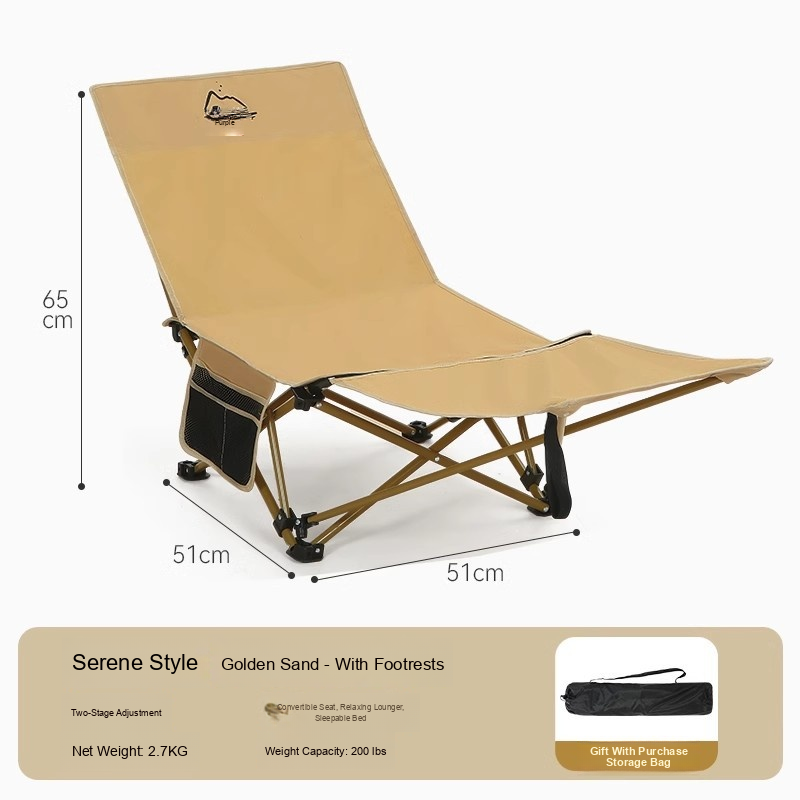 Purple
65
cm
51cm
51cm
Serene Style
Golden Sand - With Footrests
Two-Stage Adjustment
Convertible Seat, Relaxing Lounger,
Sleepable Bed
Net Weight: 2.7KG
Weight Capacity: 200 lbs
Gift With Purchase
Storage Bag